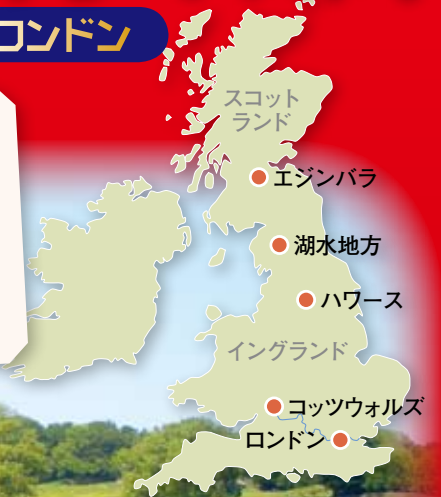 ロンドン
スコット
ランド
エジンバラ
湖水地方
ハワース
イングランド
コッツウォルズ
ロンドン